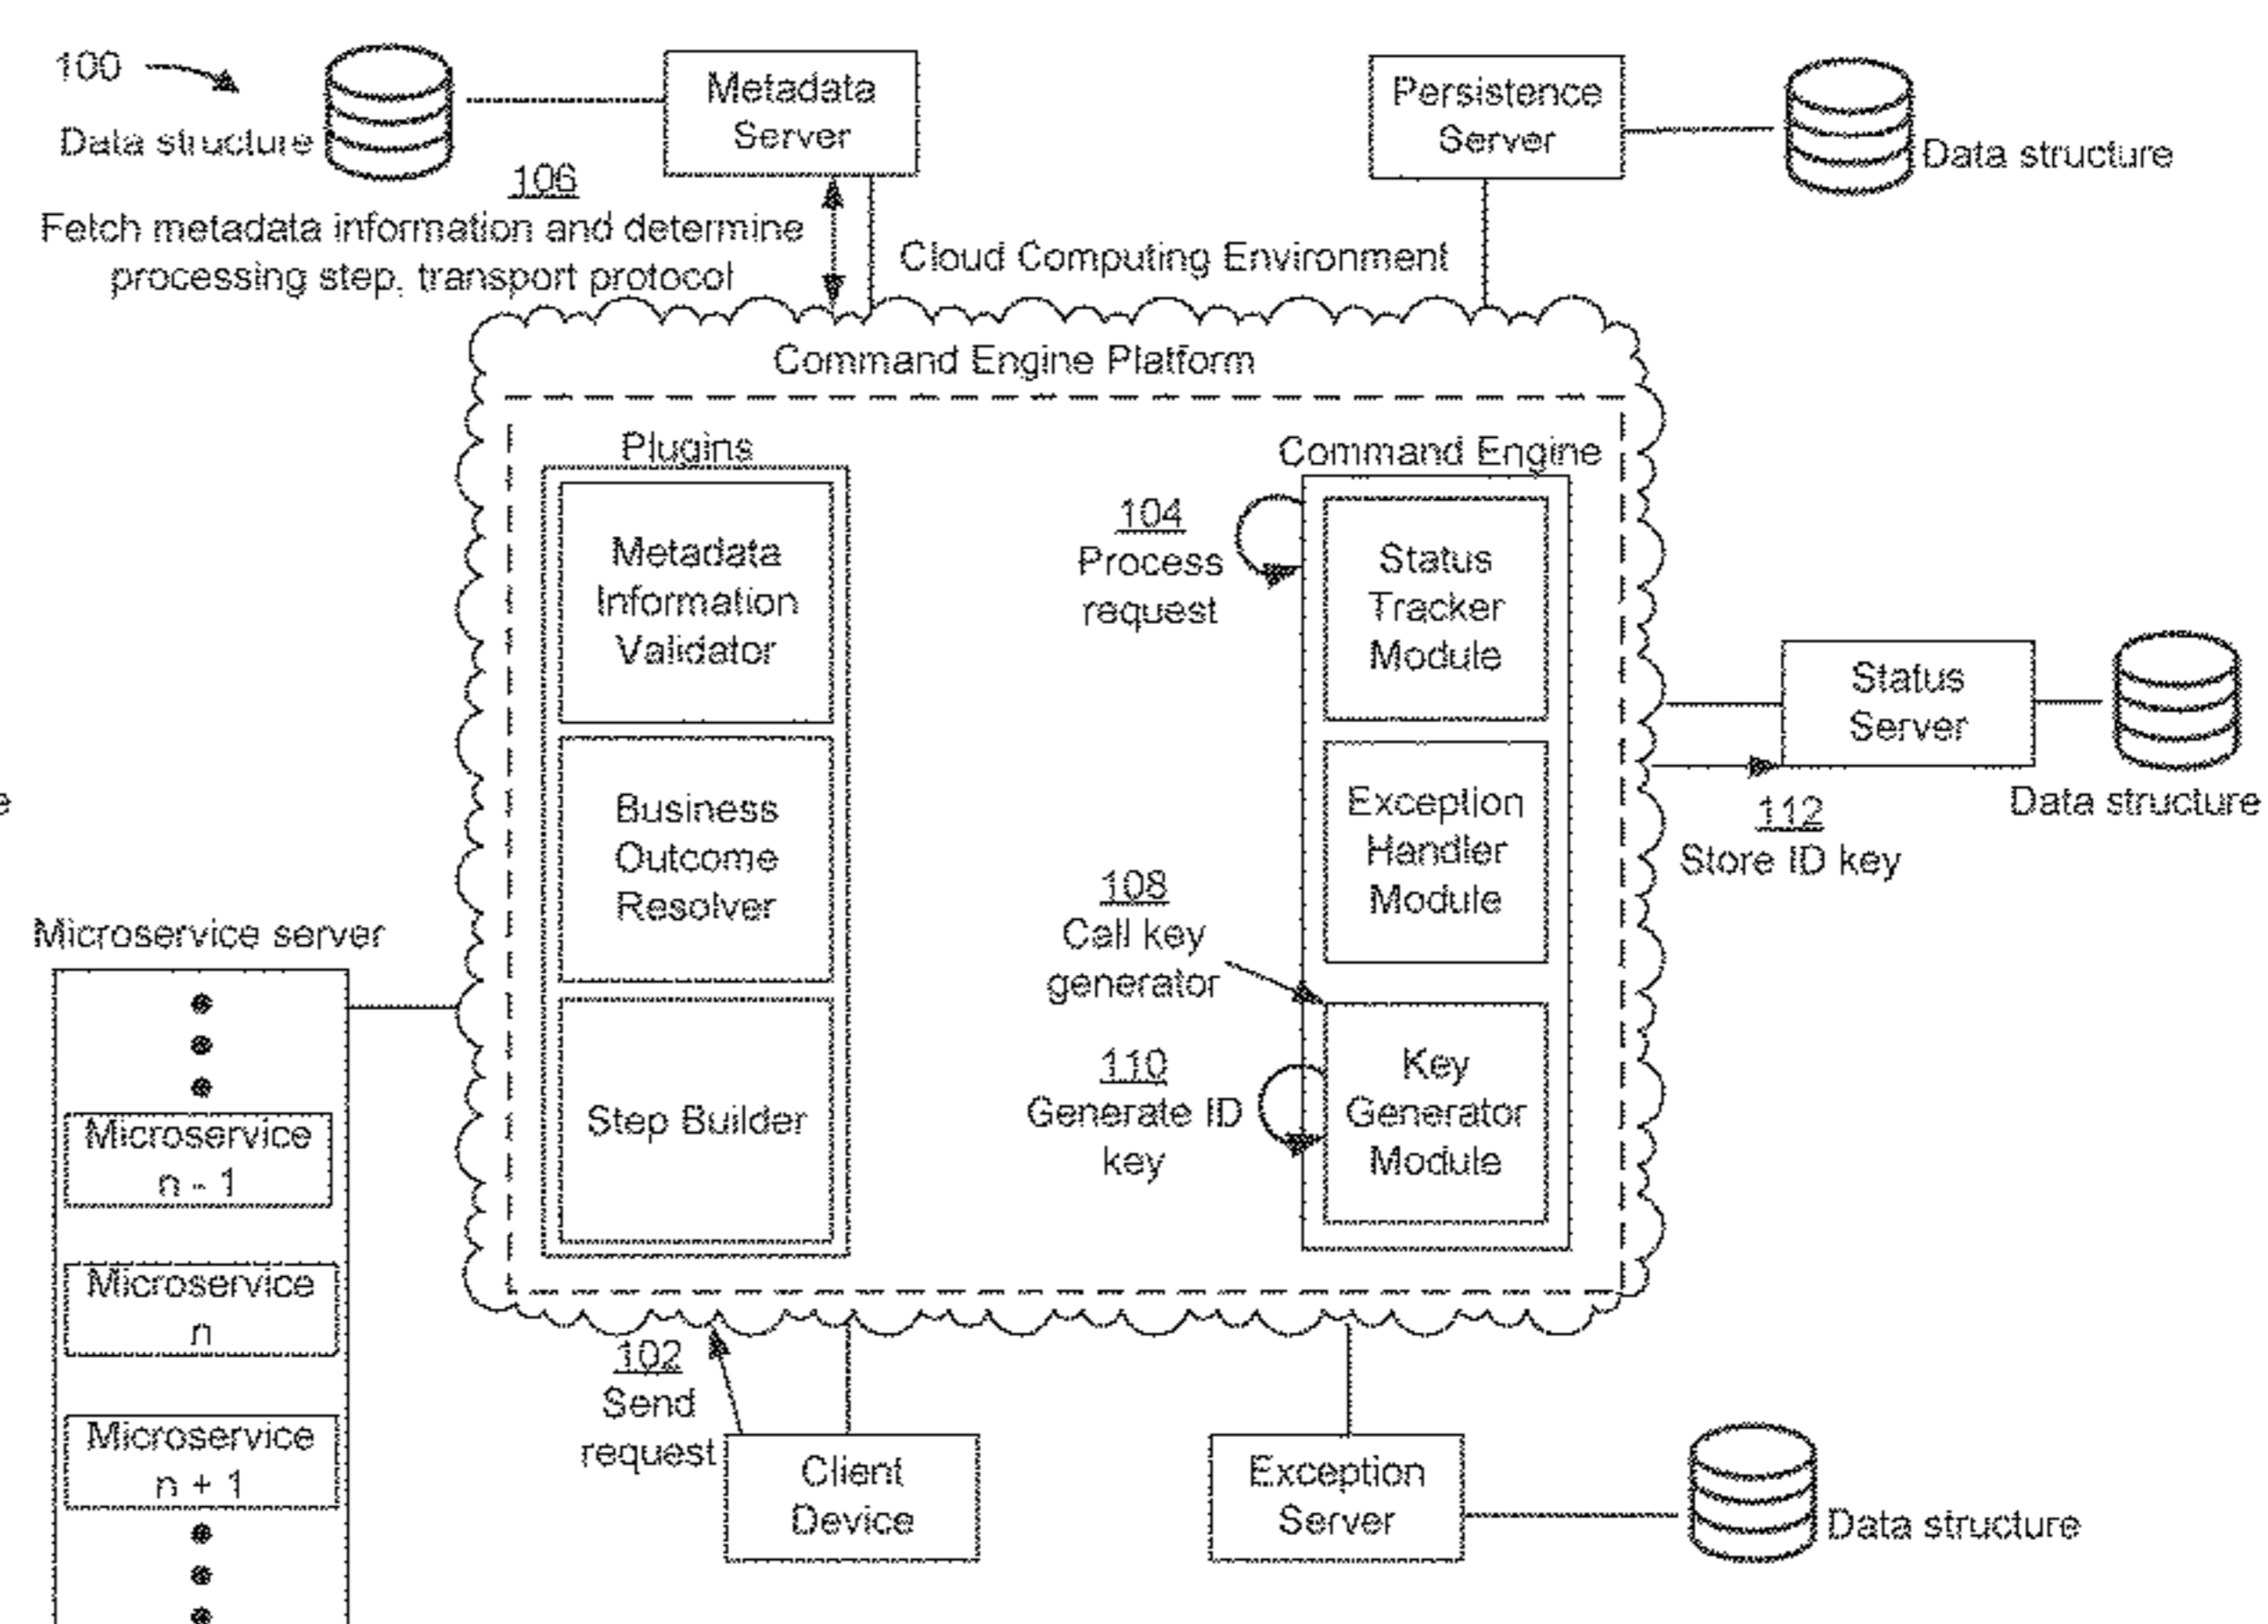 100
Data structure
Metadata
Server
Persistence
Server
Data structure
106
Fetch metadata information and determine
processing step, transport protocol
Cloud Computing Environment
Command Engine Platform
Plugins
Metadata
Information
Validator
Business
Outcome
Resolver
Step Builder
Command Engine
104
Process
request
Status
Tracker
Module
Exception
Handler
Module
108
Call key
generator
110
Generate ID
key
Key
Generator
Module
Status
Server
Data structure
112
Store ID key
Microservice server
Microservice
n - 1
Microservice
n
Microservice
n + 1
102
Send
request
Client
Device
Exception
Server
Data structure